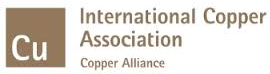 Cu
International Copper
Association
Copper Alliance